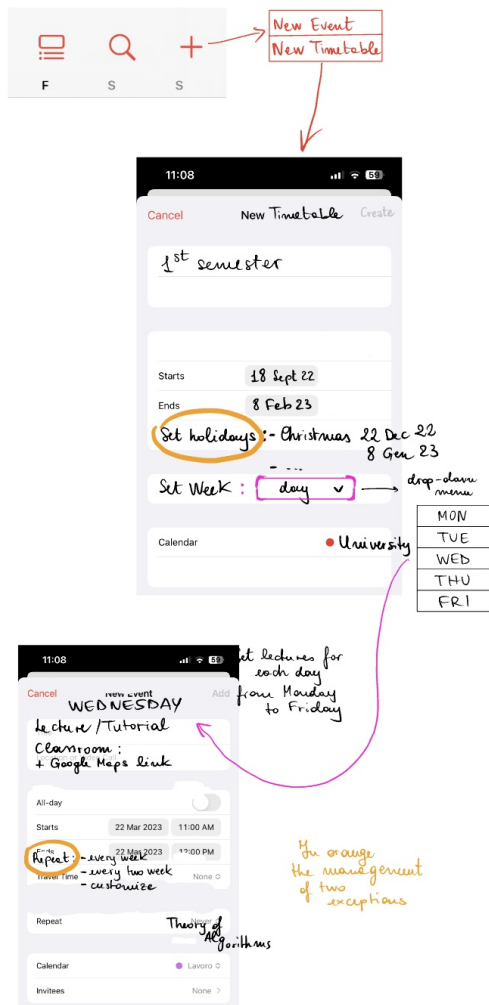 New Event
New Timetable
F S S
11:08 59
Cancel New Timetable Create
1st semester
Starts 18 Sept 22
Ends 8 Feb 23
Set holidays : - Christmas 22 Dec 22
8 Gen 23
- ...
Set Week : day
drop-down
menu
MON
TUE
WED
THU
FRI
Calendar University
11:08 59
Set lectures for
each day
from Monday
to Friday
Cancel New Event Add
WEDNESDAY
Lecture/Tutorial
Classroom :
+ Google Maps link
All-day
Starts 22 Mar 2023 11:00 AM
Ends 22 Mar 2023 12:00 PM
Repeat : - every week
- every two week
- customize
Travel Time None
Repeat Never
Theory of
Algorithms
Calendar Lavoro
Invitees None
In orange
the management
of two
exceptions